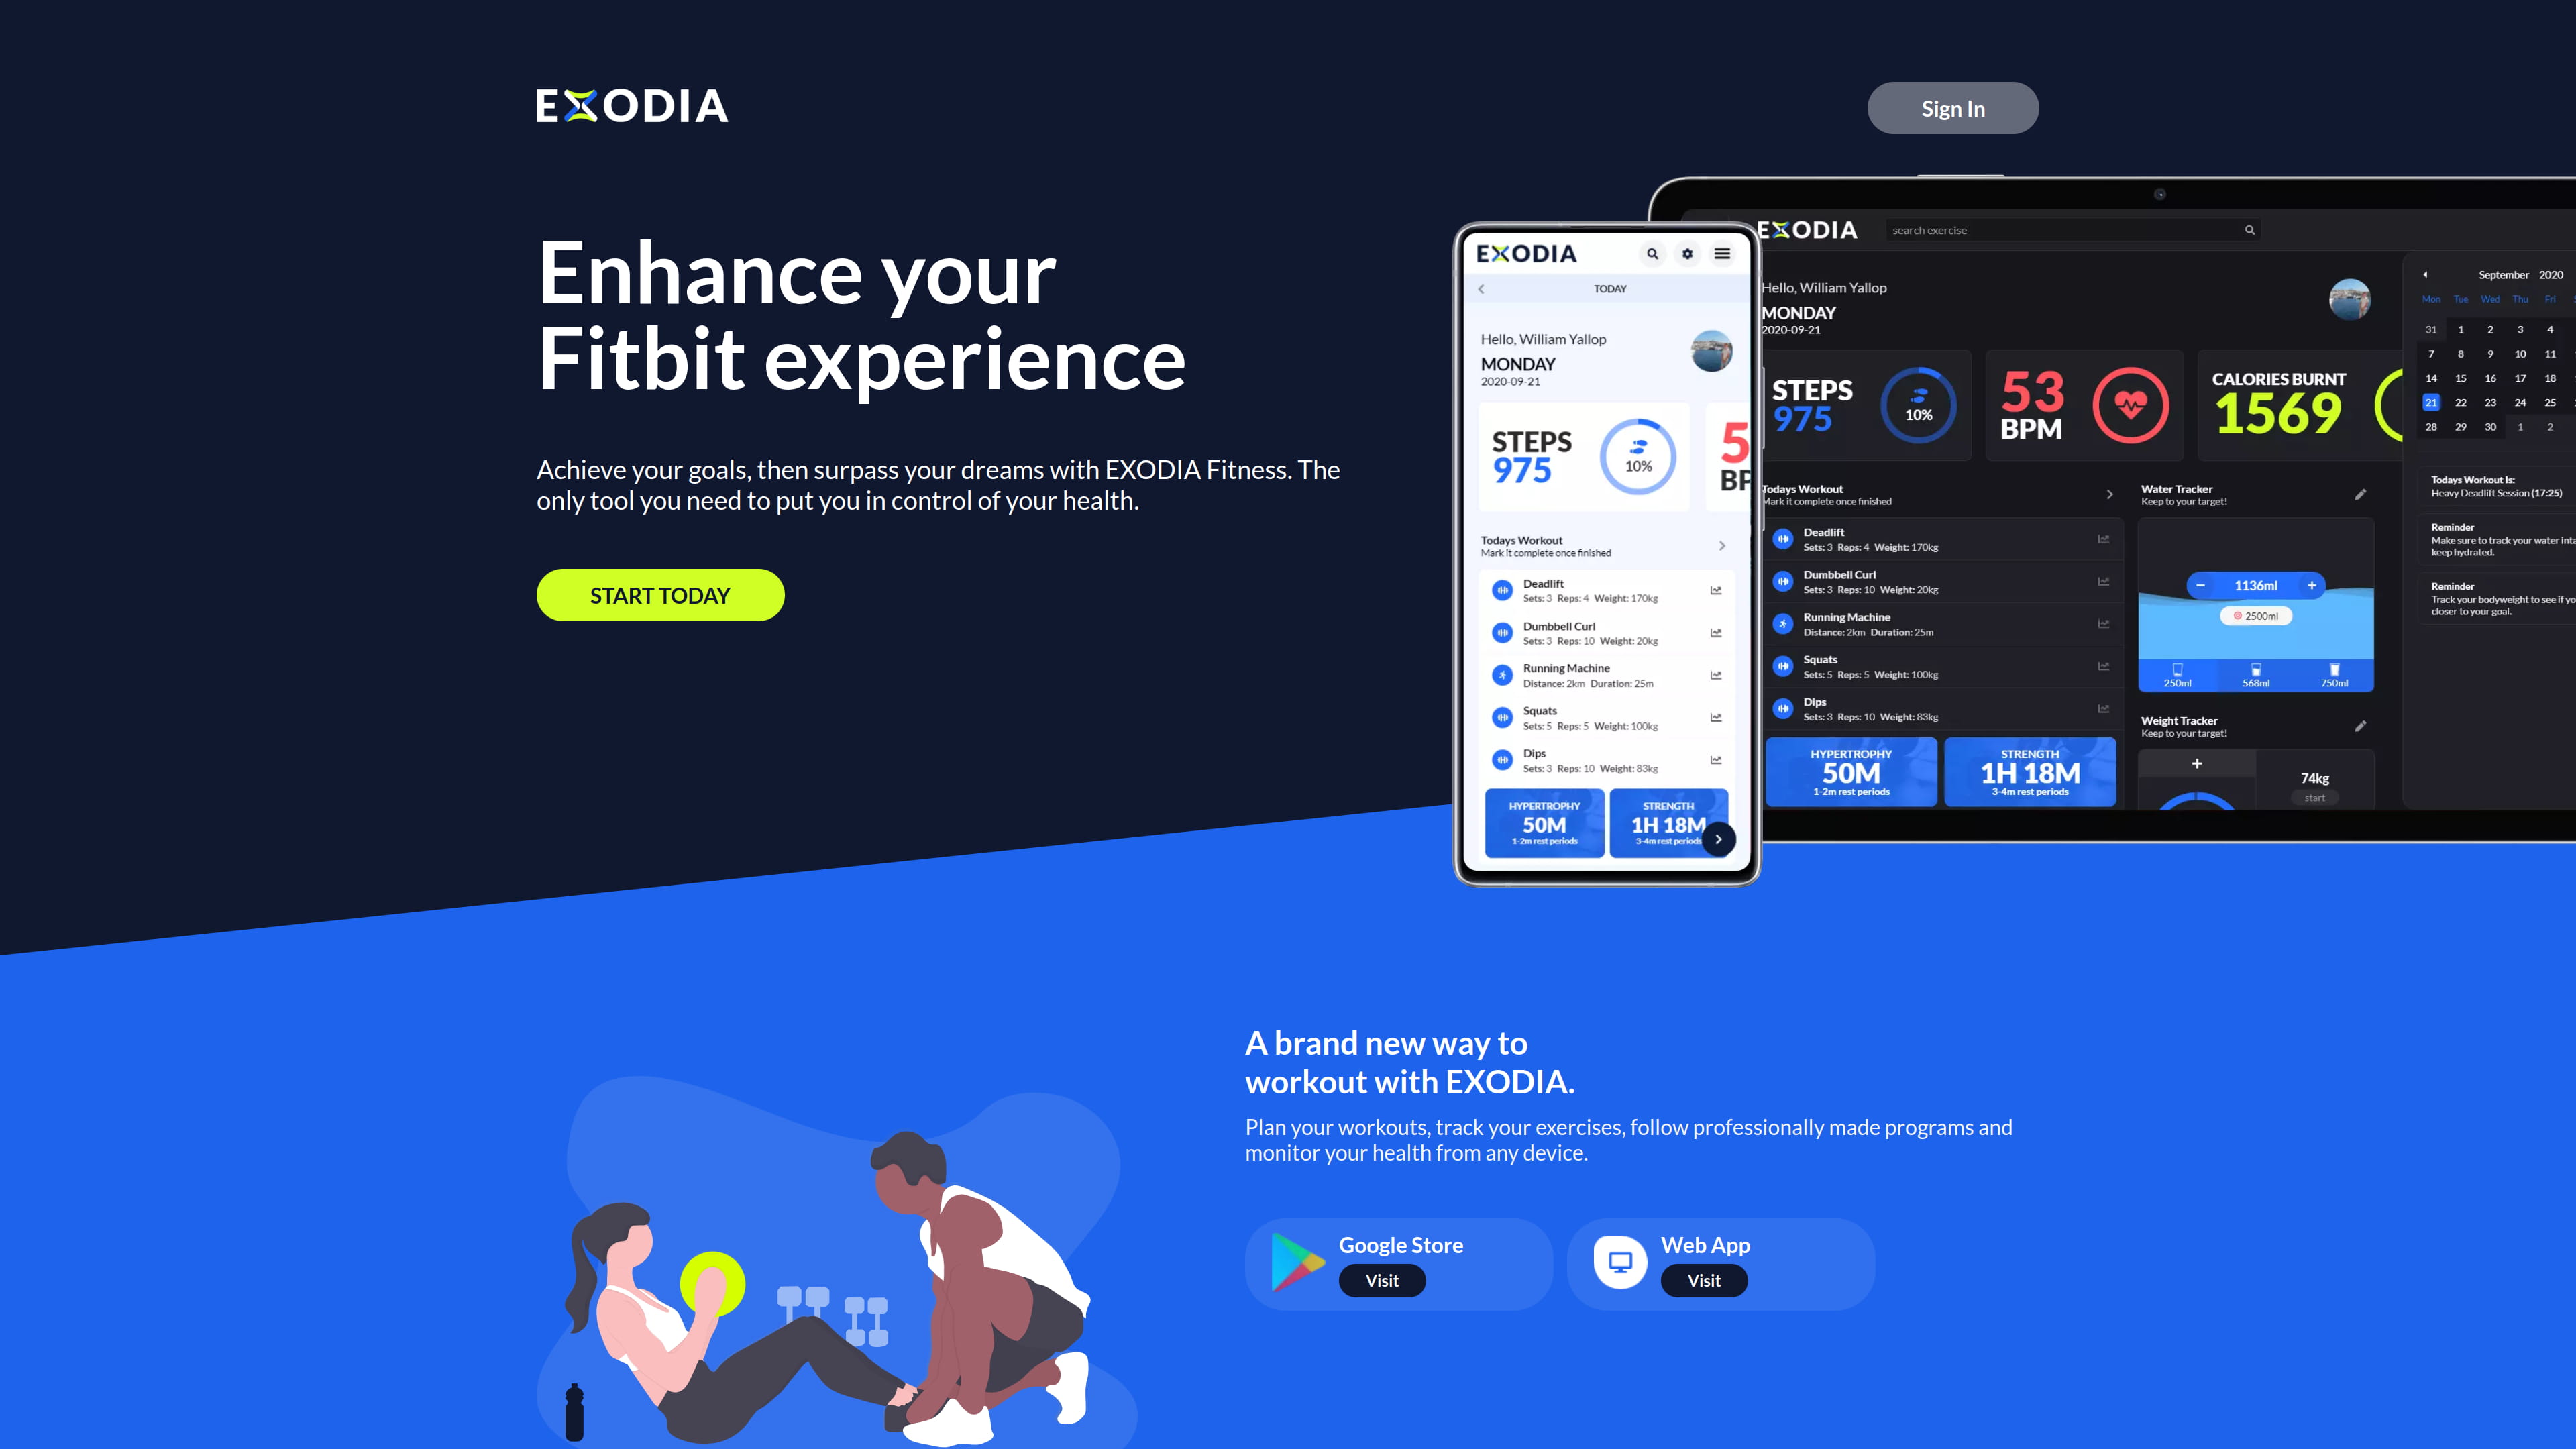 EXODIA
Sign In
Enhance your
Fitbit experience
Achieve your goals, then surpass your dreams with EXODIA Fitness. The
only tool you need to put you in control of your health.
START TODAY
EXODIA
TODAY
Hello, William Yallop
MONDAY
2020-09-21
STEPS
975
10%
5
BP
Todays Workout
Mark it complete once finished
Deadlift
Sets: 3 Reps: 4 Weight: 170kg
Dumbbell Curl
Sets: 3 Reps: 10 Weight: 20kg
Running Machine
Distance: 2km Duration: 25m
Squats
Sets: 5 Reps: 5 Weight: 100kg
Dips
Sets: 3 Reps: 10 Weight: 83kg
HYPERTROPHY
50M
1-2m rest periods
STRENGTH
1H 18M
3-4m rest periods
EXODIA
search exercise
Hello, William Yallop
MONDAY
2020-09-21
STEPS
975
10%
53
BPM
CALORIES BURNT
1569
Todays Workout
Mark it complete once finished
Deadlift
Sets: 3 Reps: 4 Weight: 170kg
Dumbbell Curl
Sets: 3 Reps: 10 Weight: 20kg
Running Machine
Distance: 2km Duration: 25m
Squats
Sets: 5 Reps: 5 Weight: 100kg
Dips
Sets: 3 Reps: 10 Weight: 83kg
HYPERTROPHY
50M
1-2m rest periods
STRENGTH
1H 18M
3-4m rest periods
Water Tracker
Keep to your target!
− 1136ml +
2500ml
250ml 568ml 750ml
Weight Tracker
Keep to your target!
+
74kg
start
September 2020
Mon Tue Wed Thu Fri
31 1 2 3 4
7 8 9 10 11
14 15 16 17 18
21 22 23 24 25
28 29 30 1 2
Todays Workout Is:
Heavy Deadlift Session (17:25)
Reminder
Make sure to track your water
keep hydrated.
Reminder
Track your bodyweight to see if
closer to your goal.
A brand new way to
workout with EXODIA.
Plan your workouts, track your exercises, follow professionally made programs and
monitor your health from any device.
Google Store
Visit
Web App
Visit